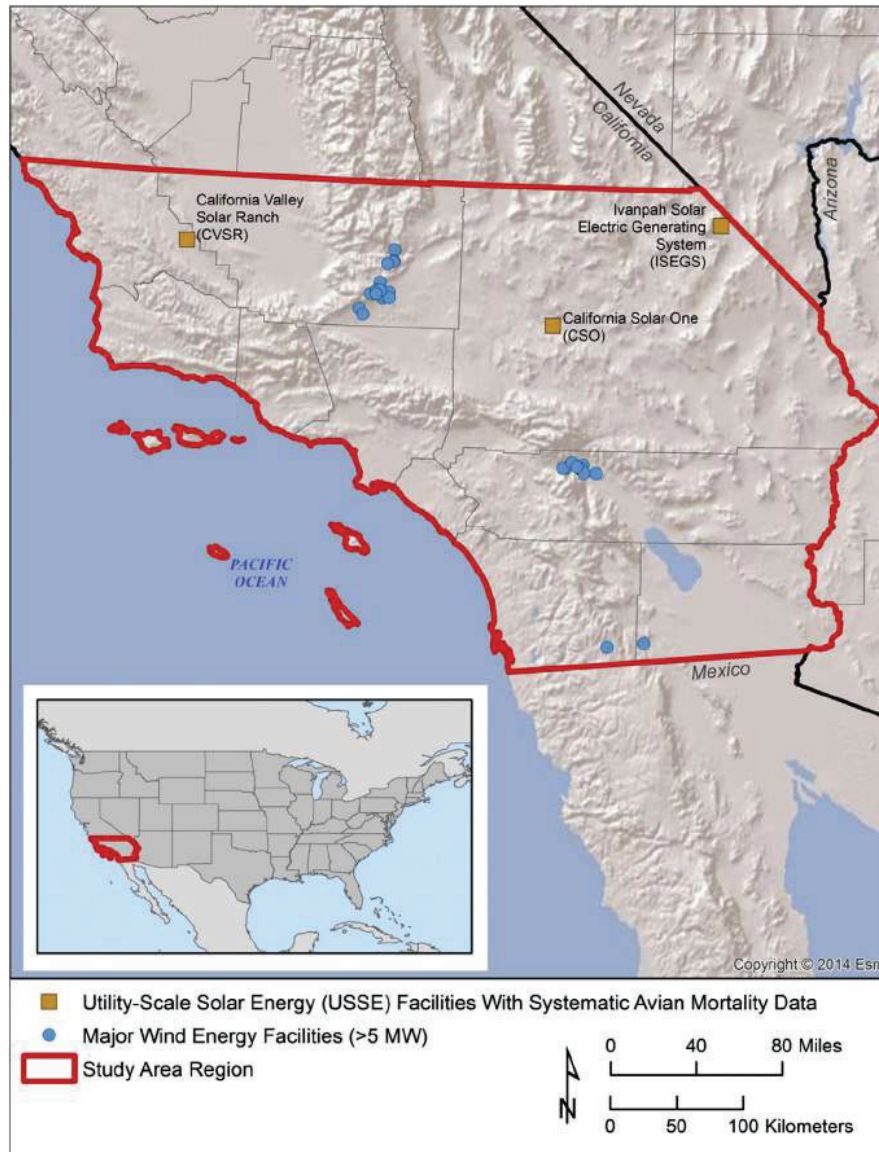 Nevada
California
Arizona
California Valley
Solar Ranch
(CVSR)
Ivanpah Solar
Electric Generating
System
(ISEGS)
California Solar One
(CSO)
PACIFIC
OCEAN
Mexico
Copyright © 2014 Esri
Utility-Scale Solar Energy (USSE) Facilities With Systematic Avian Mortality Data
Major Wind Energy Facilities (>5 MW)
Study Area Region
N
0 40 80 Miles
0 50 100 Kilometers